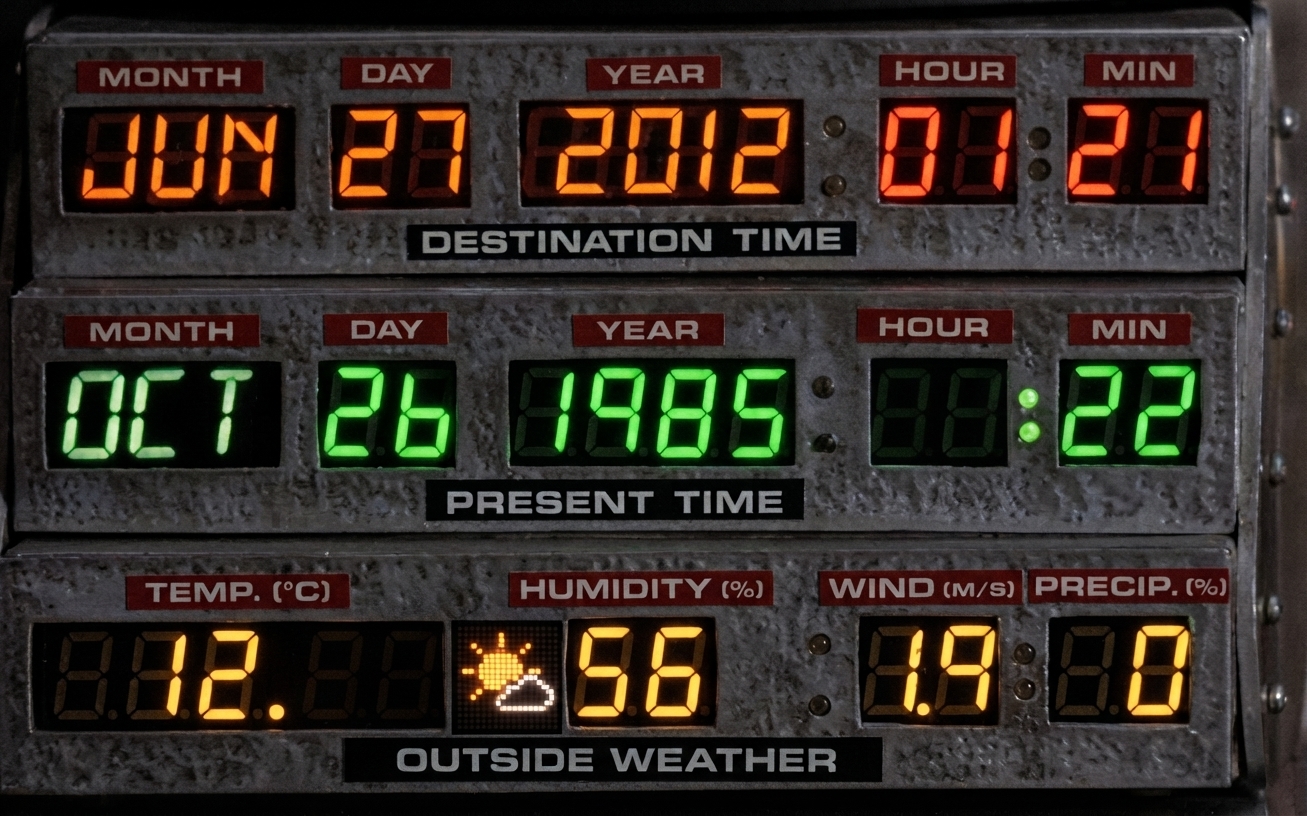 MONTH DAY YEAR HOUR MIN
JUN 27 2012 01 21
DESTINATION TIME
MONTH DAY YEAR HOUR MIN
OCT 26 1985 : 22
PRESENT TIME
TEMP. (°C) HUMIDITY (%) WIND (M/S) PRECIP. (%)
12. 56 1.9 0
OUTSIDE WEATHER